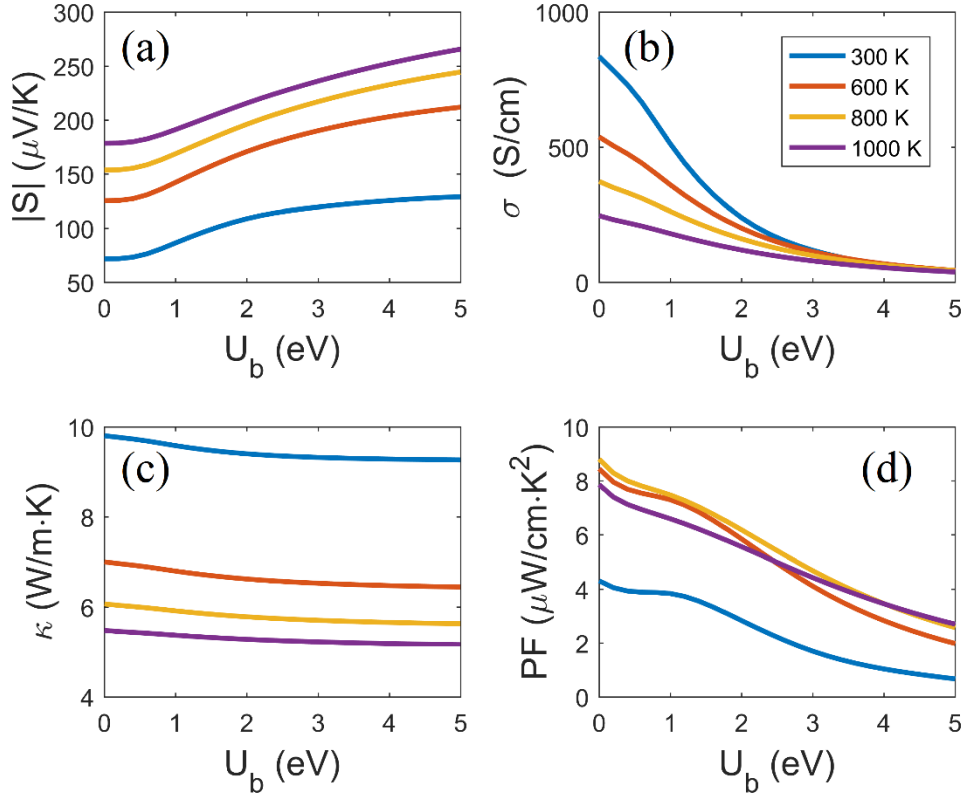 (a)
300
250
200
150
100
50
|S| (μV/K)
0 1 2 3 4 5
U_b (eV)
(b)
1000
500
0
σ (S/cm)
300 K
600 K
800 K
1000 K
0 1 2 3 4 5
U_b (eV)
(c)
10
8
6
4
κ (W/m·K)
0 1 2 3 4 5
U_b (eV)
(d)
10
8
6
4
2
0
PF (μW/cm·K²)
0 1 2 3 4 5
U_b (eV)